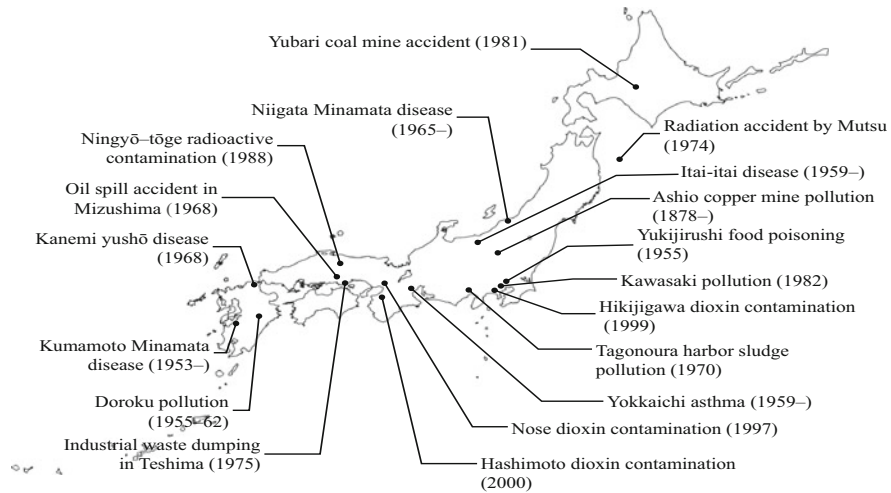 Yubari coal mine accident (1981)
Niigata Minamata disease
(1965–)
Ningyō–tōge radioactive
contamination (1988)
Oil spill accident in
Mizushima (1968)
Kanemi yushō disease
(1968)
Kumamoto Minamata
disease (1953–)
Doroku pollution
(1955–62)
Industrial waste dumping
in Teshima (1975)
Radiation accident by Mutsu
(1974)
Itai-itai disease (1959–)
Ashio copper mine pollution
(1878–)
Yukijirushi food poisoning
(1955)
Kawasaki pollution (1982)
Hikijigawa dioxin contamination
(1999)
Tagonoura harbor sludge
pollution (1970)
Yokkaichi asthma (1959–)
Nose dioxin contamination (1997)
Hashimoto dioxin contamination
(2000)